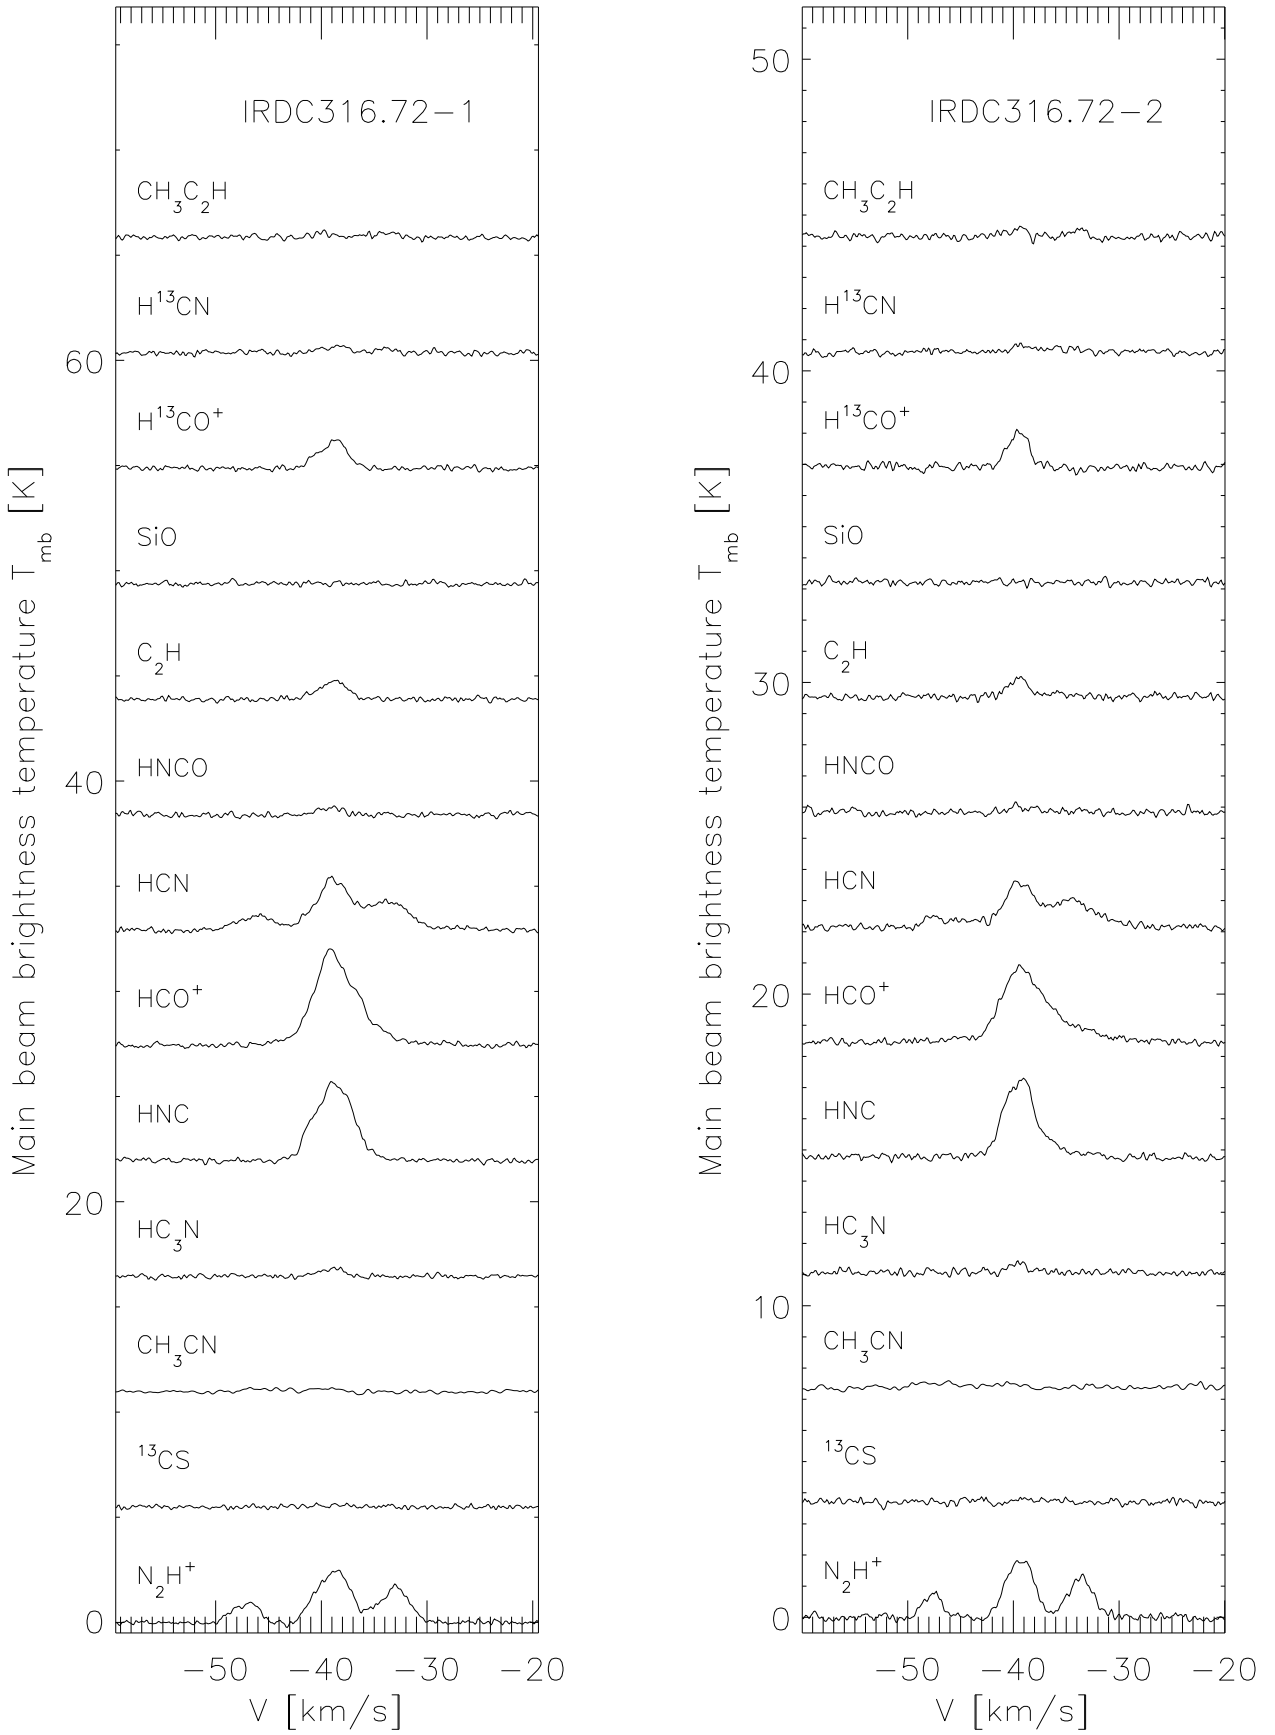 IRDC316.72−1
CH₃C₂H
H¹³CN
60
H¹³CO⁺
SiO
C₂H
40
HNCO
HCN
HCO⁺
HNC
20
HC₃N
CH₃CN
¹³CS
N₂H⁺
0
−50 −40 −30 −20
V [km/s]
Main beam brightness temperature T_mb [K]
50
IRDC316.72−2
CH₃C₂H
H¹³CN
40
H¹³CO⁺
SiO
C₂H
30
HNCO
HCN
HCO⁺
20
HNC
HC₃N
10
CH₃CN
¹³CS
N₂H⁺
0
−50 −40 −30 −20
V [km/s]
Main beam brightness temperature T_mb [K]